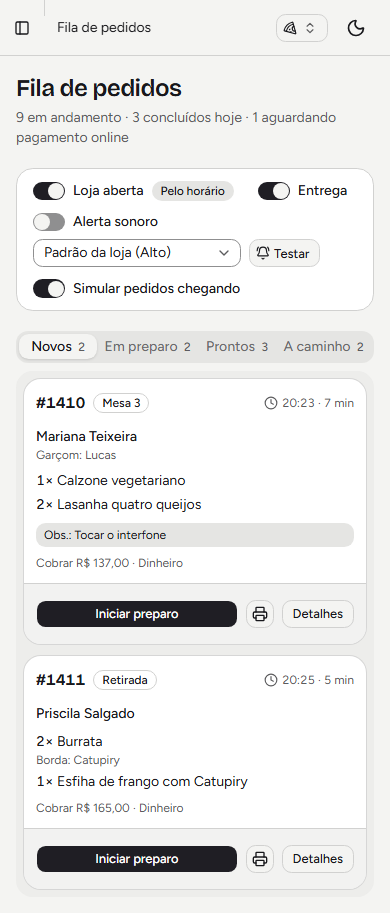 Fila de pedidos
Fila de pedidos
9 em andamento · 3 concluídos hoje · 1 aguardando
pagamento online
Loja aberta Pelo horário Entrega
Alerta sonoro
Padrão da loja (Alto) Testar
Simular pedidos chegando
Novos 2 Em preparo 2 Prontos 3 A caminho 2
#1410 Mesa 3 20:23 · 7 min
Mariana Teixeira
Garçom: Lucas
1× Calzone vegetariano
2× Lasanha quatro queijos
Obs.: Tocar o interfone
Cobrar R$ 137,00 · Dinheiro
Iniciar preparo Detalhes
#1411 Retirada 20:25 · 5 min
Priscila Salgado
2× Burrata
Borda: Catupiry
1× Esfiha de frango com Catupiry
Cobrar R$ 165,00 · Dinheiro
Iniciar preparo Detalhes